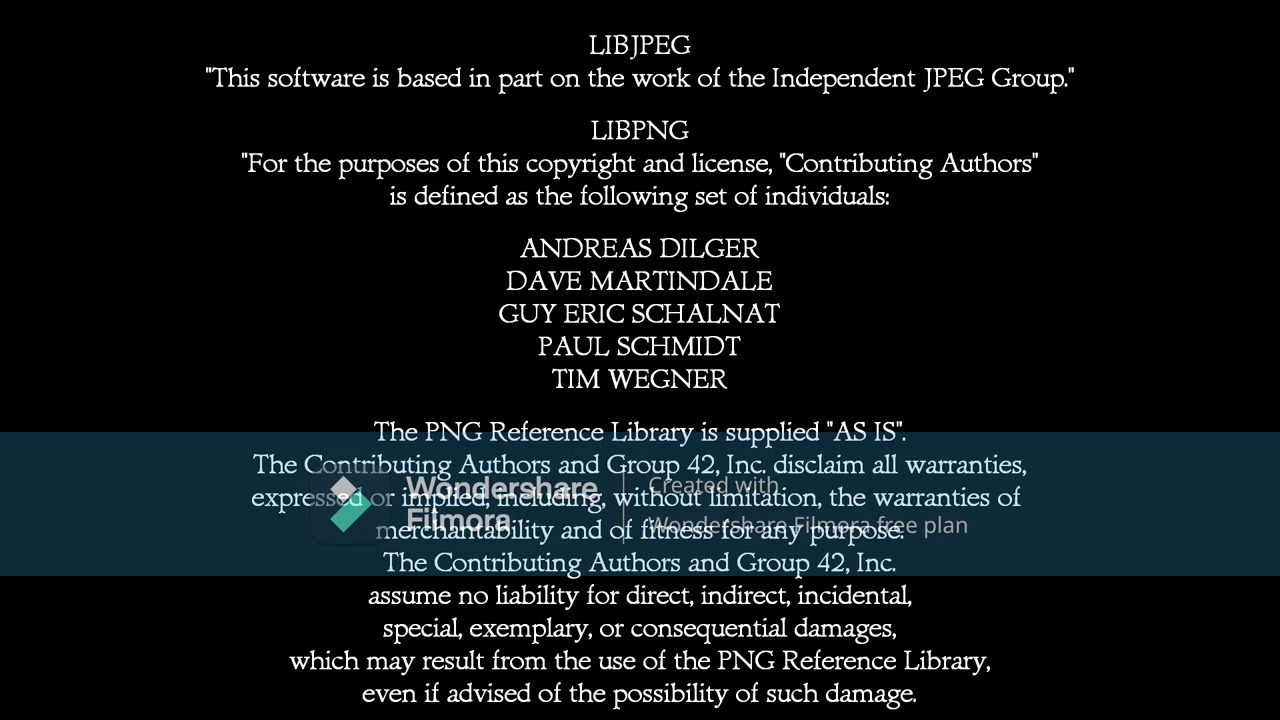 LIBJPEG
"This software is based in part on the work of the Independent JPEG Group."
LIBPNG
"For the purposes of this copyright and license, "Contributing Authors"
is defined as the following set of individuals:
ANDREAS DILGER
DAVE MARTINDALE
GUY ERIC SCHALNAT
PAUL SCHMIDT
TIM WEGNER
The PNG Reference Library is supplied "AS IS".
The Contributing Authors and Group 42, Inc. disclaim all warranties,
expressed or implied, including, without limitation, the warranties of
merchantability and of fitness for any purpose.
The Contributing Authors and Group 42, Inc.
assume no liability for direct, indirect, incidental,
special, exemplary, or consequential damages,
which may result from the use of the PNG Reference Library,
even if advised of the possibility of such damage.
Wondershare
Filmora
Created with
Wondershare Filmora free plan